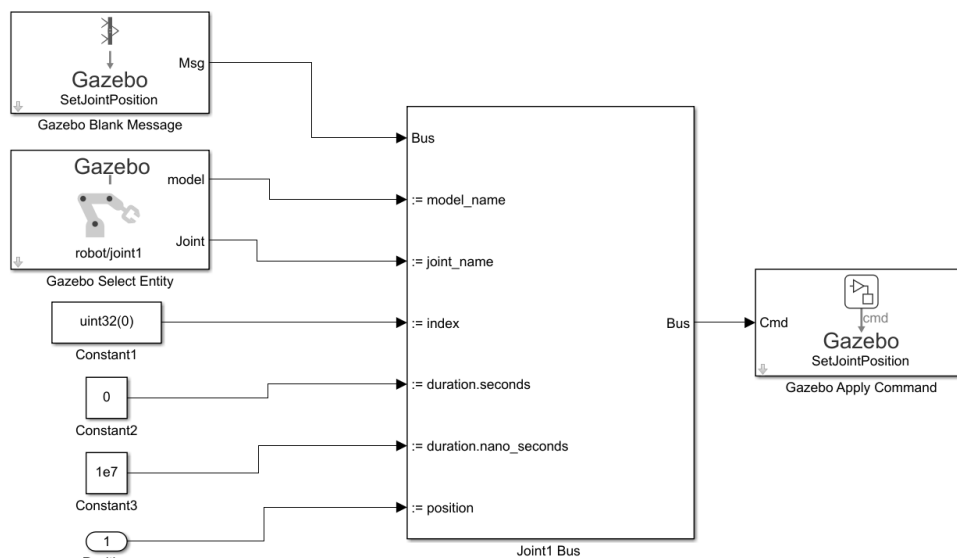 Gazebo
SetJointPosition
Msg
Gazebo Blank Message
Gazebo
robot/joint1
model
Joint
Gazebo Select Entity
uint32(0)
Constant1
0
Constant2
1e7
Constant3
1
Bus
:= model_name
:= joint_name
:= index
:= duration.seconds
:= duration.nano_seconds
:= position
Bus
Joint1 Bus
Cmd
cmd
Gazebo
SetJointPosition
Gazebo Apply Command